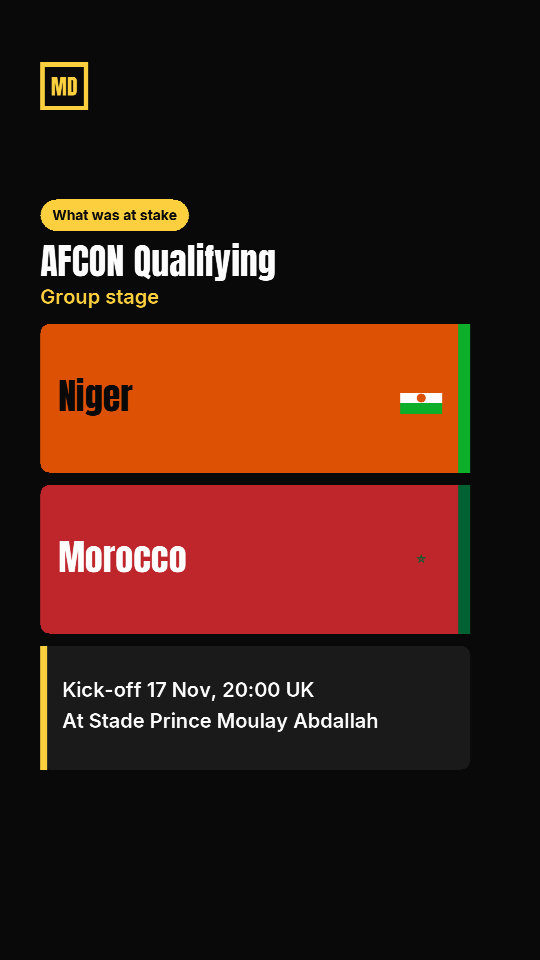 MD
What was at stake
AFCON Qualifying
Group stage
Niger
Morocco
Kick-off 17 Nov, 20:00 UK
At Stade Prince Moulay Abdallah